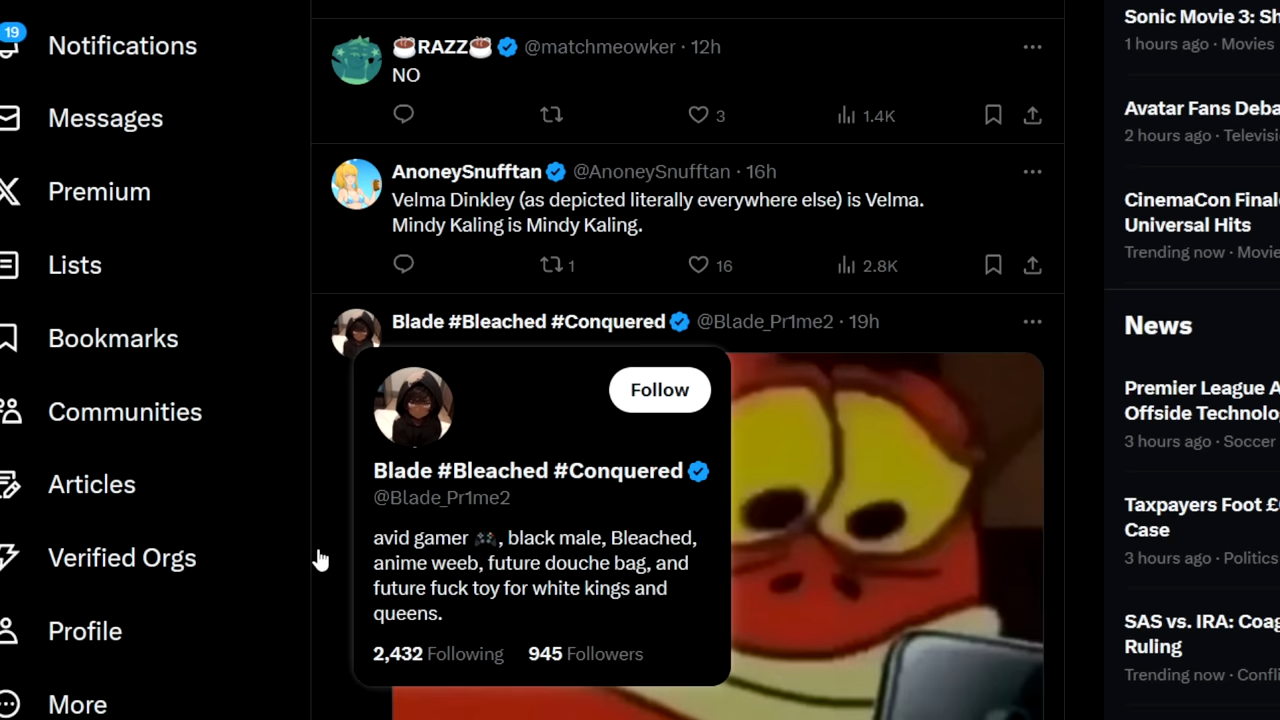 19
Notifications
Messages
Premium
Lists
Bookmarks
Communities
Articles
Verified Orgs
Profile
More
☕RAZZ☕ @matchmeowker · 12h
NO
3 1.4K
AnoneySnufftan @AnoneySnufftan · 16h
Velma Dinkley (as depicted literally everywhere else) is Velma.
Mindy Kaling is Mindy Kaling.
1 16 2.8K
Blade #Bleached #Conquered @Blade_Pr1me2 · 19h
Follow
Blade #Bleached #Conquered
@Blade_Pr1me2
avid gamer 🎮, black male, Bleached,
anime weeb, future douche bag, and
future fuck toy for white kings and
queens.
2,432 Following 945 Followers
Sonic Movie 3: Sh
1 hours ago · Movies
Avatar Fans Deba
2 hours ago · Televisi
CinemaCon Final
Universal Hits
Trending now · Movie
News
Premier League A
Offside Technolo
3 hours ago · Soccer
Taxpayers Foot £
Case
3 hours ago · Politics
SAS vs. IRA: Coag
Ruling
Trending now · Confli